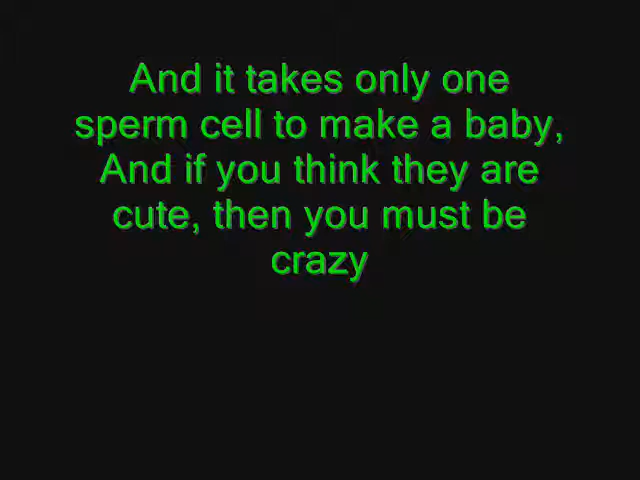 And it takes only one
sperm cell to make a baby,
And if you think they are
cute, then you must be
crazy